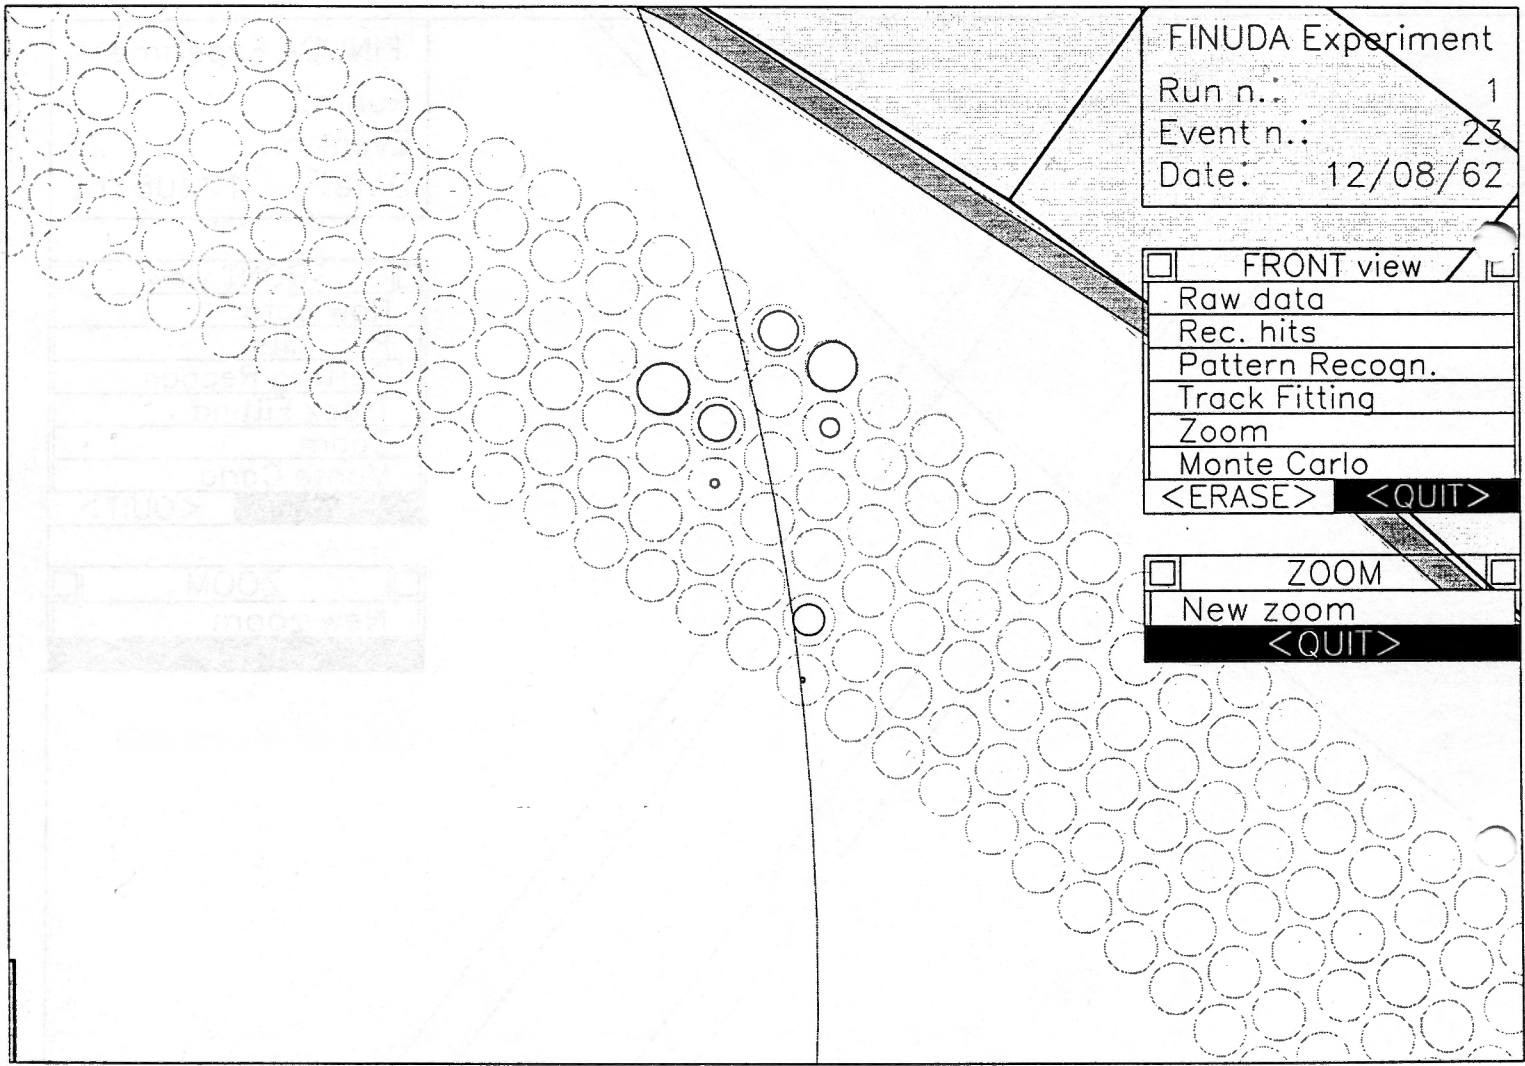 FINUDA Experiment
Run n.: 1
Event n.: 23
Date: 12/08/62
FRONT view
Raw data
Rec. hits
Pattern Recogn.
Track Fitting
Zoom
Monte Carlo
<ERASE> <QUIT>
ZOOM
New zoom
<QUIT>